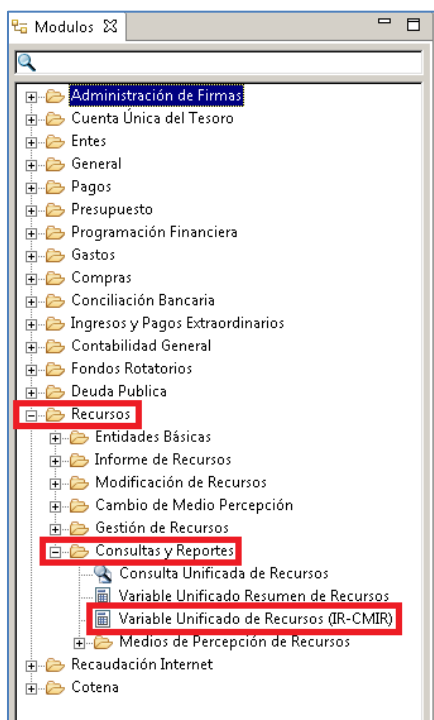 Modulos
Administración de Firmas
Cuenta Única del Tesoro
Entes
General
Pagos
Presupuesto
Programación Financiera
Gastos
Compras
Conciliación Bancaria
Ingresos y Pagos Extraordinarios
Contabilidad General
Fondos Rotatorios
Deuda Publica
Recursos
Entidades Básicas
Informe de Recursos
Modificación de Recursos
Cambio de Medio Percepción
Gestión de Recursos
Consultas y Reportes
Consulta Unificada de Recursos
Variable Unificado Resumen de Recursos
Variable Unificado de Recursos (IR-CMIR)
Medios de Percepción de Recursos
Recaudación Internet
Cotena